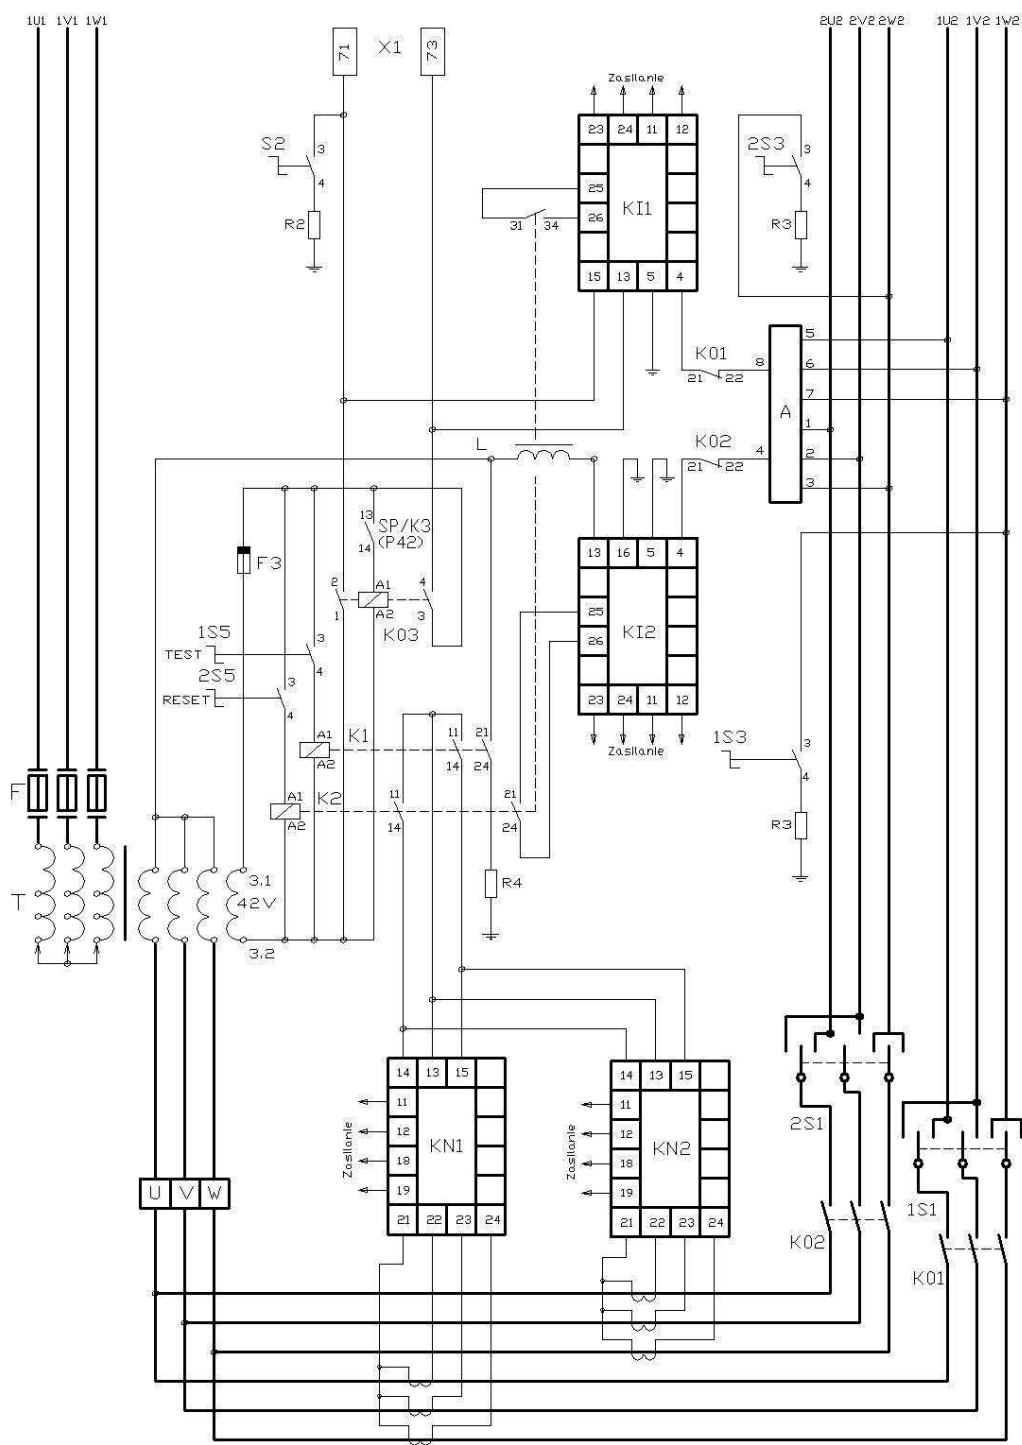 1U1 1V1 1W1 2U2 2V2 2W2 1U2 1V2 1W2
71 X1 73
Zasilanie
23 24 11 12
S2 3
4
2S3 3
4
25
KI1
26
31 34
R2
R3
15 13 5 4
K01
21 22
8
5
6
7
A
1
2
3
K02
21 22
4
L
13
SP/K3
14
(P42)
13 16 5 4
F3
2
A1
4
1
A2
3
K03
25
KI2
26
1S5
TEST
3
4
2S5
RESET
3
4
23 24 11 12
Zasilanie
A1
K1
A2
11
14
21
24
1S3 3
4
F
A1
K2
A2
11
14
21
24
R3
T
3.1
42V
3.2
R4
14 13 15
11
12
18
19
KN1
Zasilanie
21 22 23 24
14 13 15
11
12
18
19
KN2
Zasilanie
21 22 23 24
2S1
1S1
U V W
K02
K01